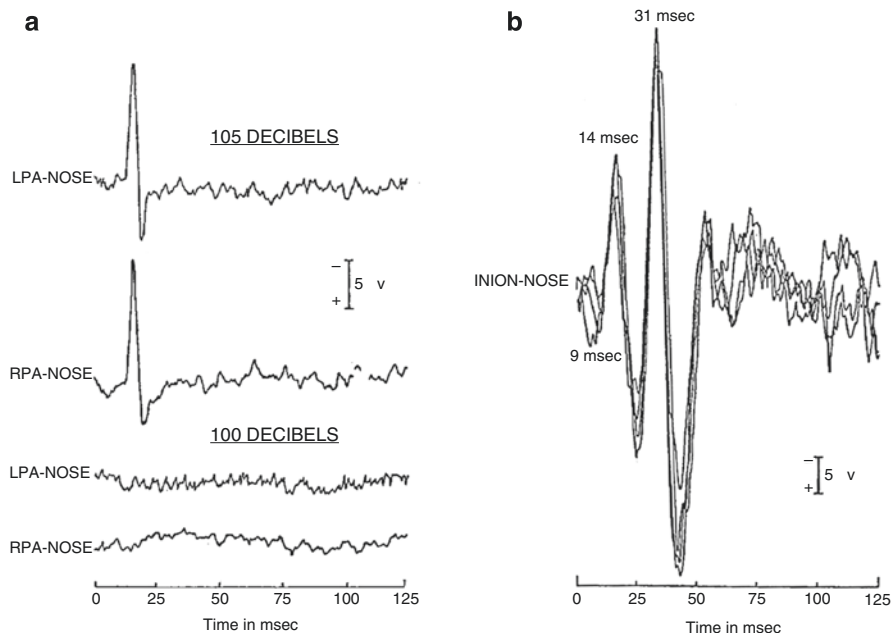 a
105 DECIBELS
LPA-NOSE
− 5 v
+
RPA-NOSE
100 DECIBELS
LPA-NOSE
RPA-NOSE
0 25 50 75 100 125
Time in msec
b
31 msec
14 msec
INION-NOSE
9 msec
− 5 v
+
0 25 50 75 100 125
Time in msec